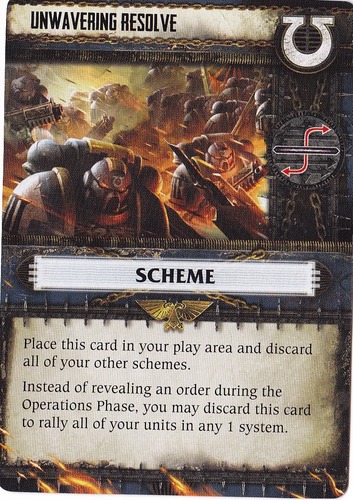 UNWAVERING RESOLVE
SCHEME
Place this card in your play area and discard
all of your other schemes.
Instead of revealing an order during the
Operations Phase, you may discard this card
to rally all of your units in any 1 system.